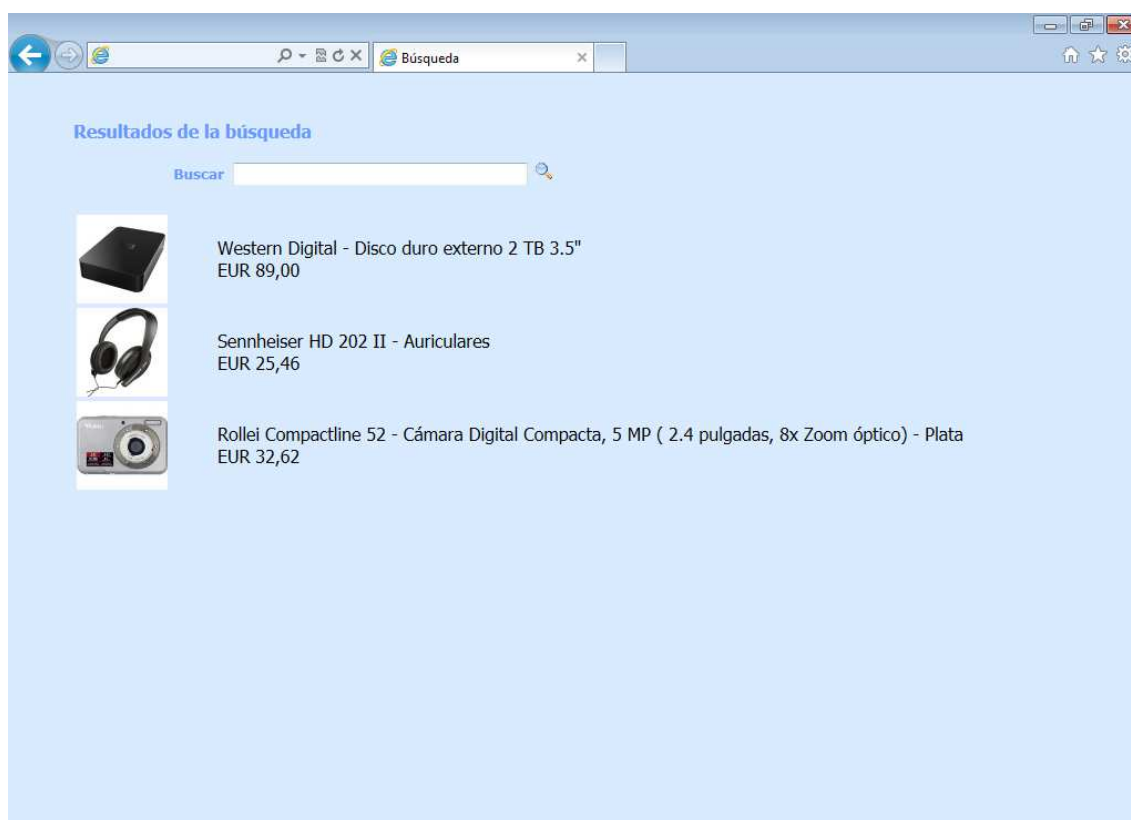 Búsqueda
Resultados de la búsqueda
Buscar
Western Digital - Disco duro externo 2 TB 3.5"
EUR 89,00
Sennheiser HD 202 II - Auriculares
EUR 25,46
Rollei Compactline 52 - Cámara Digital Compacta, 5 MP ( 2.4 pulgadas, 8x Zoom óptico) - Plata
EUR 32,62